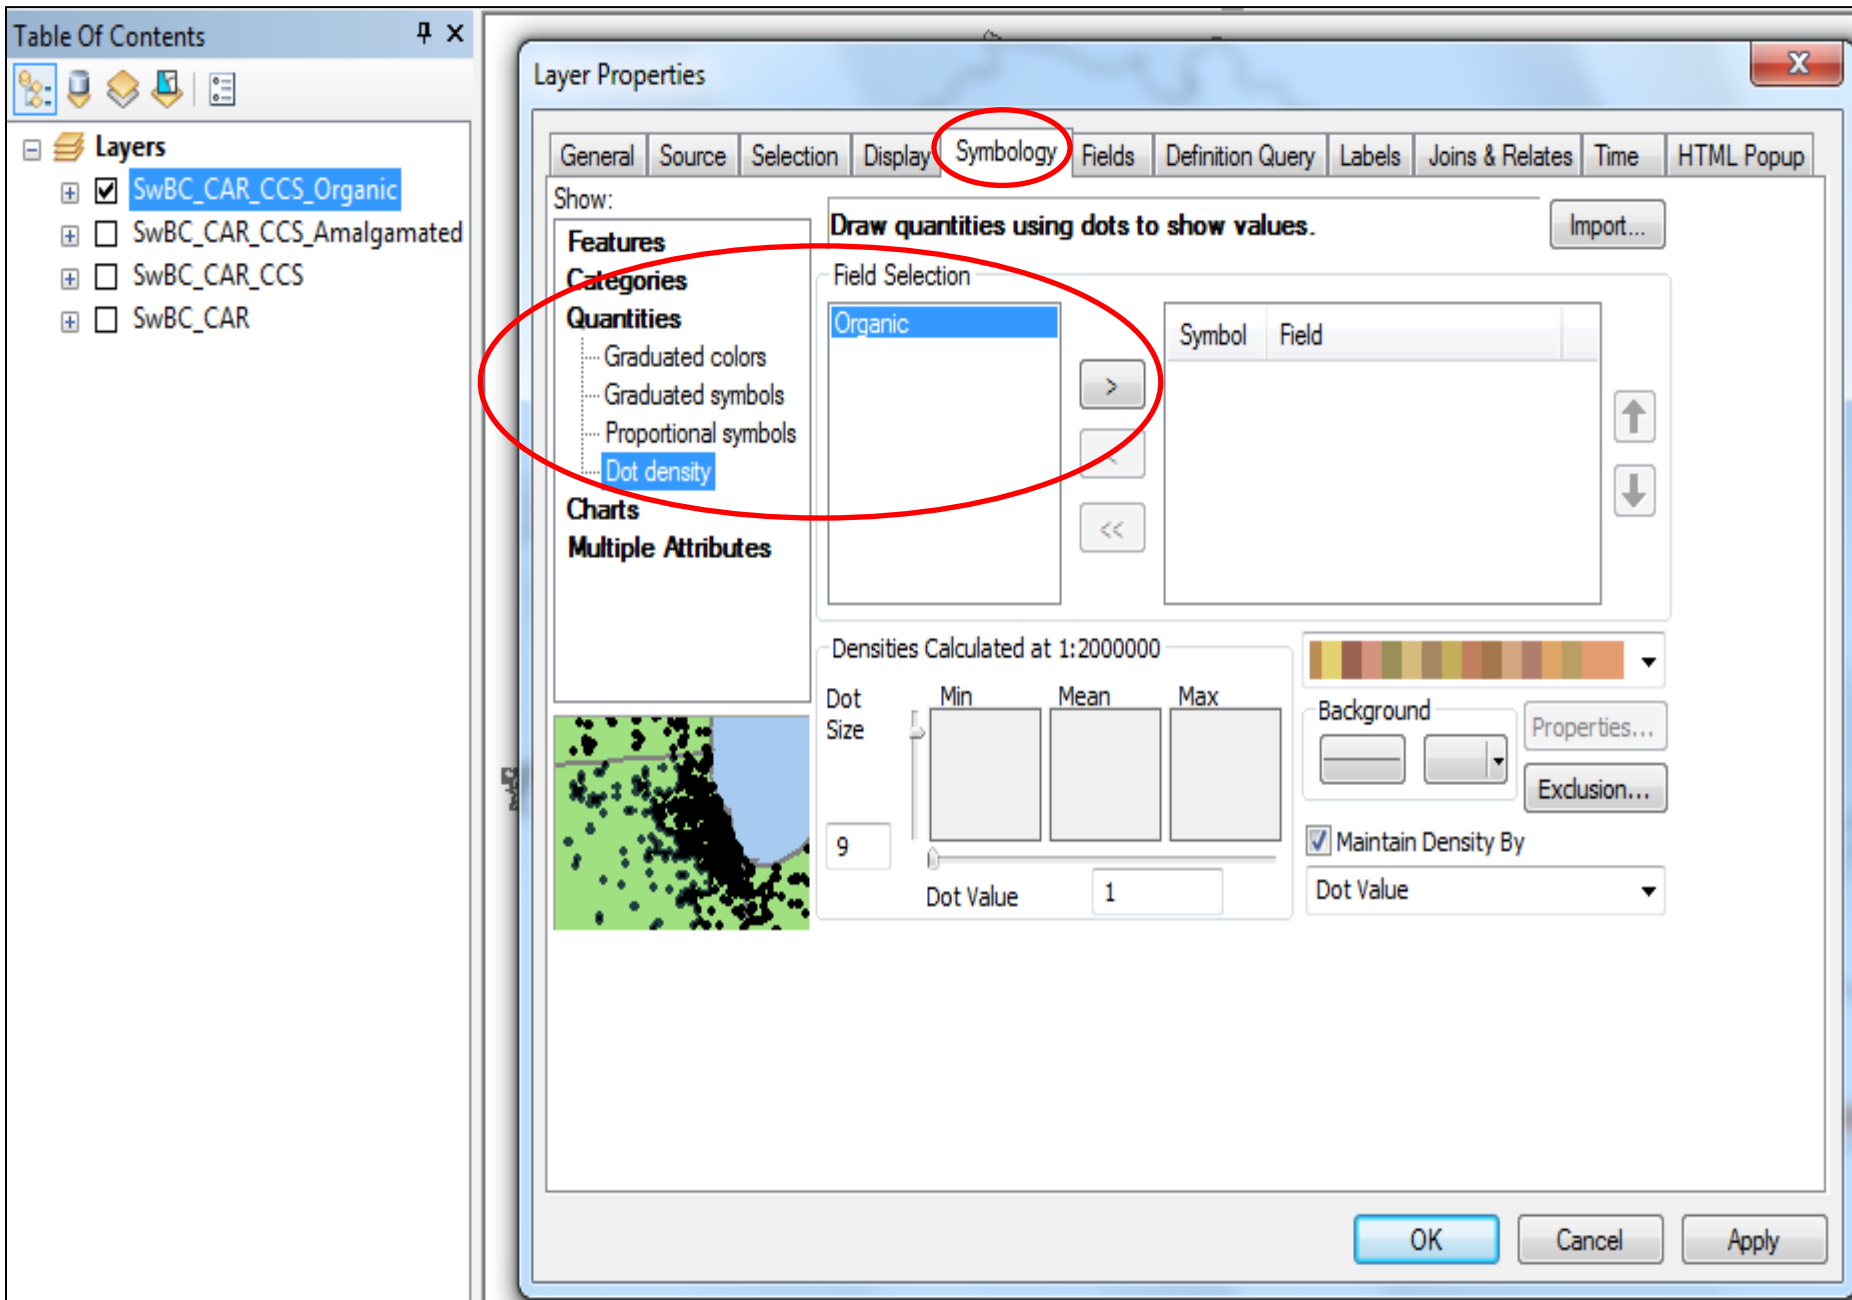 Table Of Contents
Layers
SwBC_CAR_CCS_Organic
SwBC_CAR_CCS_Amalgamated
SwBC_CAR_CCS
SwBC_CAR
Layer Properties
X
General Source Selection Display Symbology Fields Definition Query Labels Joins & Relates Time HTML Popup
Show:
Features
Categories
Quantities
Graduated colors
Graduated symbols
Proportional symbols
Dot density
Charts
Multiple Attributes
Draw quantities using dots to show values.
Import...
Field Selection
Organic
>
<
<<
Symbol Field
Densities Calculated at 1:2000000
Dot Size
Min Mean Max
9
Dot Value 1
Background
Properties...
Exclusion...
Maintain Density By
Dot Value
OK Cancel Apply